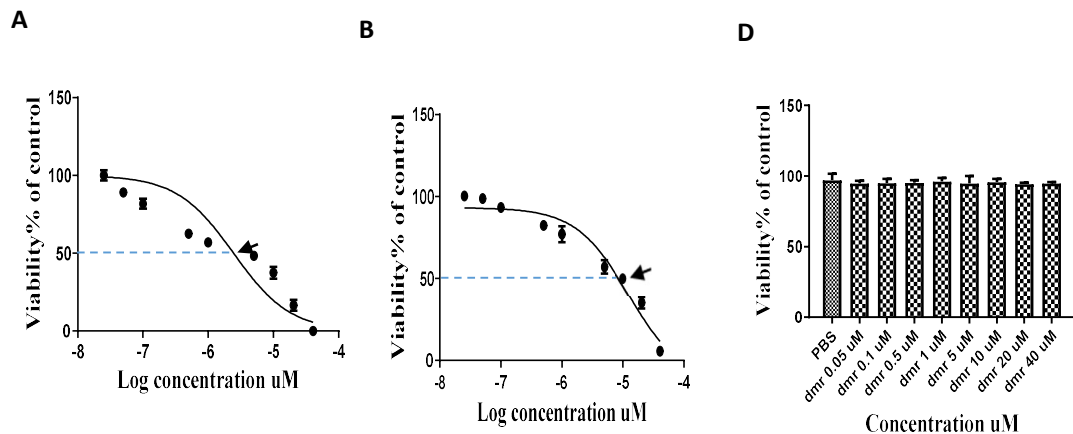 A
B
D
Viability% of control
150
100
50
0
-8
-7
-6
-5
-4
Log concentration uM
Viability% of control
150
100
50
0
-8
-7
-6
-5
-4
Log concentration uM
Viability% of control
150
100
50
0
PBS
dmr 0.05 uM
dmr 0.1 uM
dmr 0.5 uM
dmr 1 uM
dmr 5 uM
dmr 10 uM
dmr 20 uM
dmr 40 uM
Concentration uM